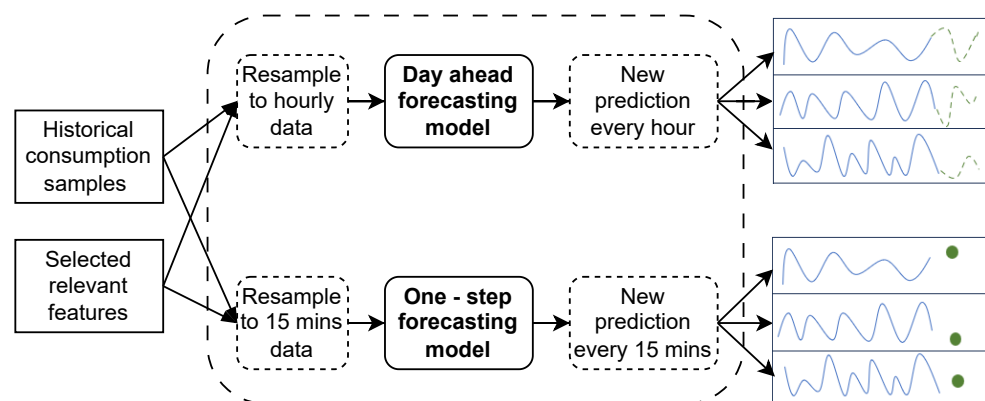 Historical
consumption
samples
Selected
relevant
features
Resample
to hourly
data
Day ahead
forecasting
model
New
prediction
every hour
Resample
to 15 mins
data
One - step
forecasting
model
New
prediction
every 15 mins